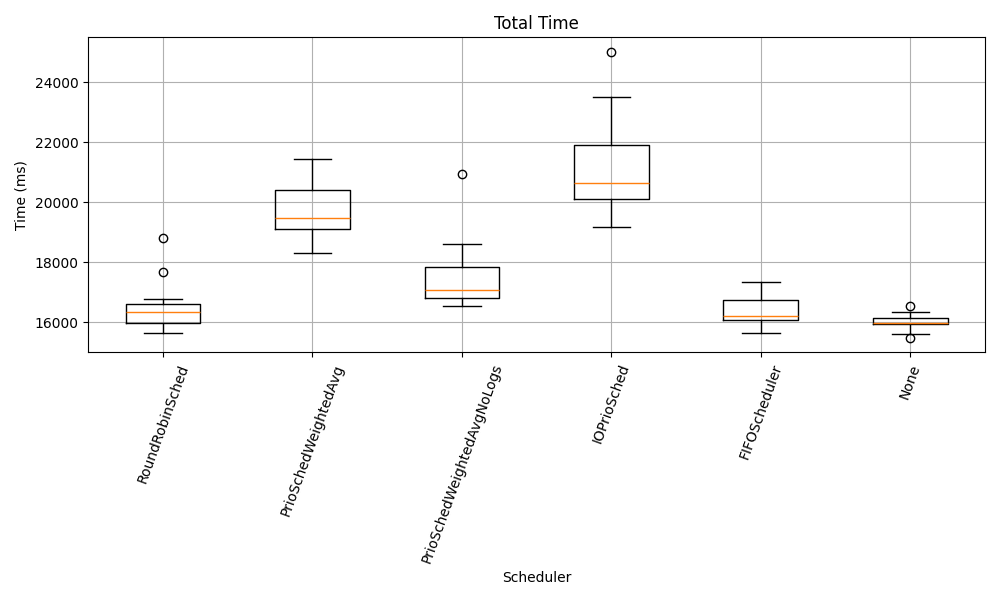 Total Time
Time (ms)
24000
22000
20000
18000
16000
RoundRobinSched
PrioSchedWeightedAvg
PrioSchedWeightedAvgNoLogs
IOPrioSched
FIFOScheduler
None
Scheduler